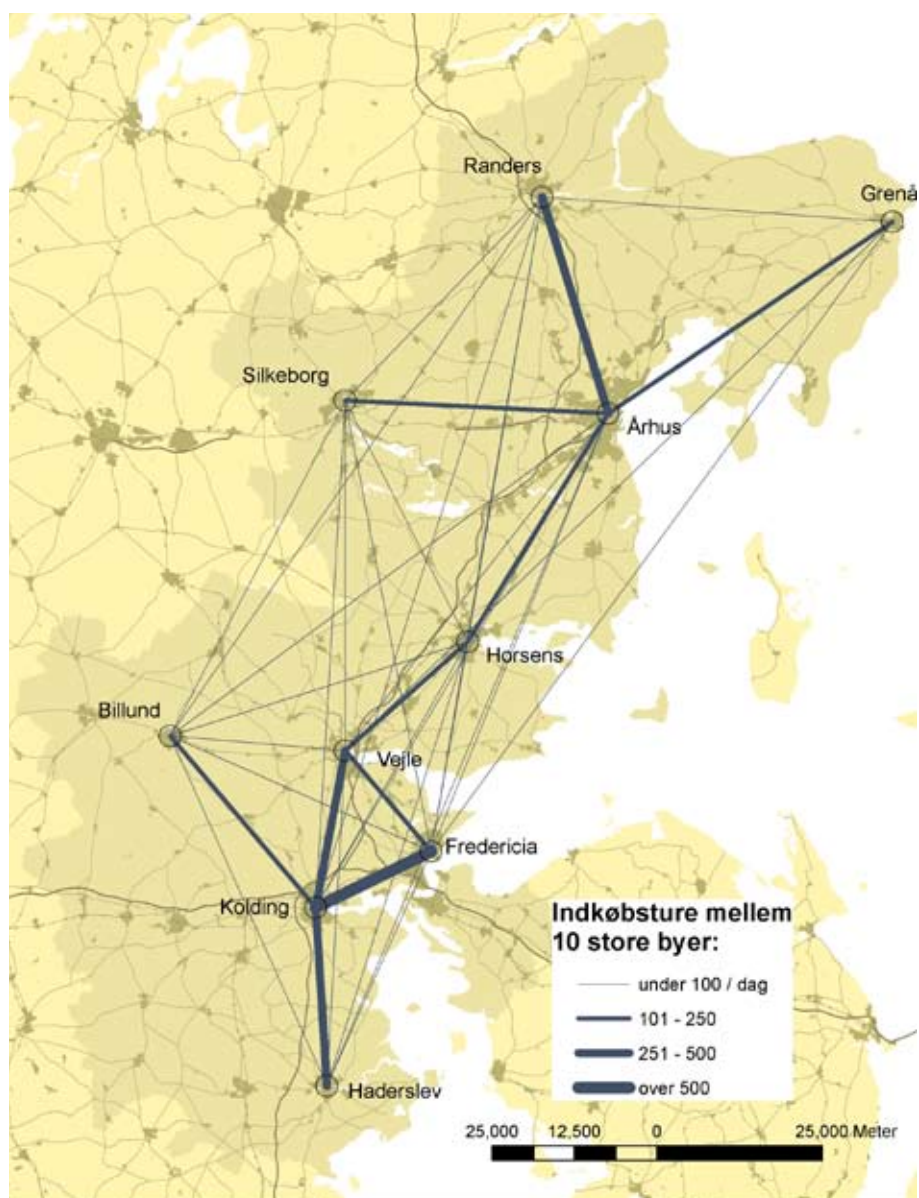 Randers
Grenå
Silkeborg
Århus
Horsens
Billund
Vejle
Fredericia
Kolding
Indkøbsture mellem
10 store byer:
under 100 / dag
101 - 250
251 - 500
over 500
Haderslev
25,000 12,500 0 25,000 Meter